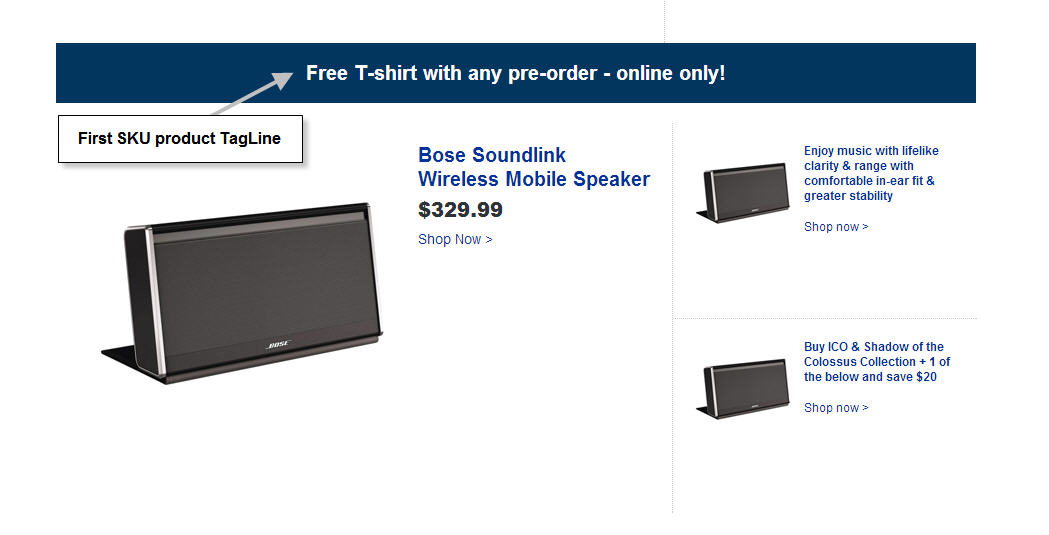 Free T-shirt with any pre-order - online only!
First SKU product TagLine
Bose Soundlink
Wireless Mobile Speaker
$329.99
Shop Now >
BOSE
Enjoy music with lifelike
clarity & range with
comfortable in-ear fit &
greater stability
Shop now >
Buy ICO & Shadow of the
Colossus Collection + 1 of
the below and save $20
Shop now >